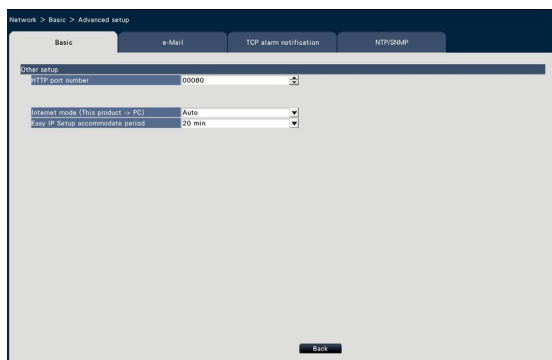 Network > Basic > Advanced setup
Basic e-Mail TCP alarm notification NTP/SNMP
Other setup
HTTP port number 00080
Internet mode (This product -> PC) Auto
Easy IP Setup accommodate period 20 min
Back